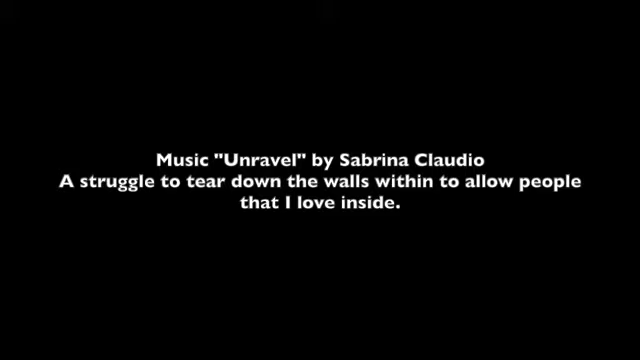 Music "Unravel" by Sabrina Claudio
A struggle to tear down the walls within to allow people
that I love inside.